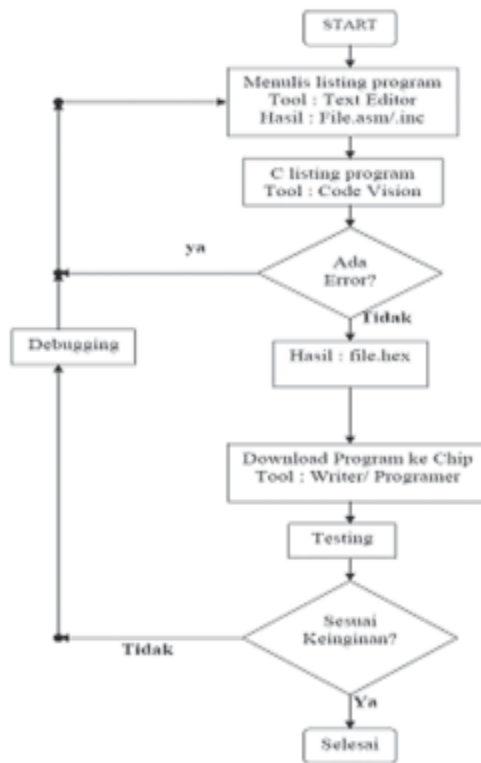 START
Menulis listing program
Tool : Text Editor
Hasil : File.asm/.inc
C listing program
Tool : Code Vision
ya
Ada
Error?
Tidak
Debugging
Hasil : file.hex
Download Program ke Chip
Tool : Writer/ Programer
Testing
Sesuai
Keinginan?
Tidak
Ya
Selesai